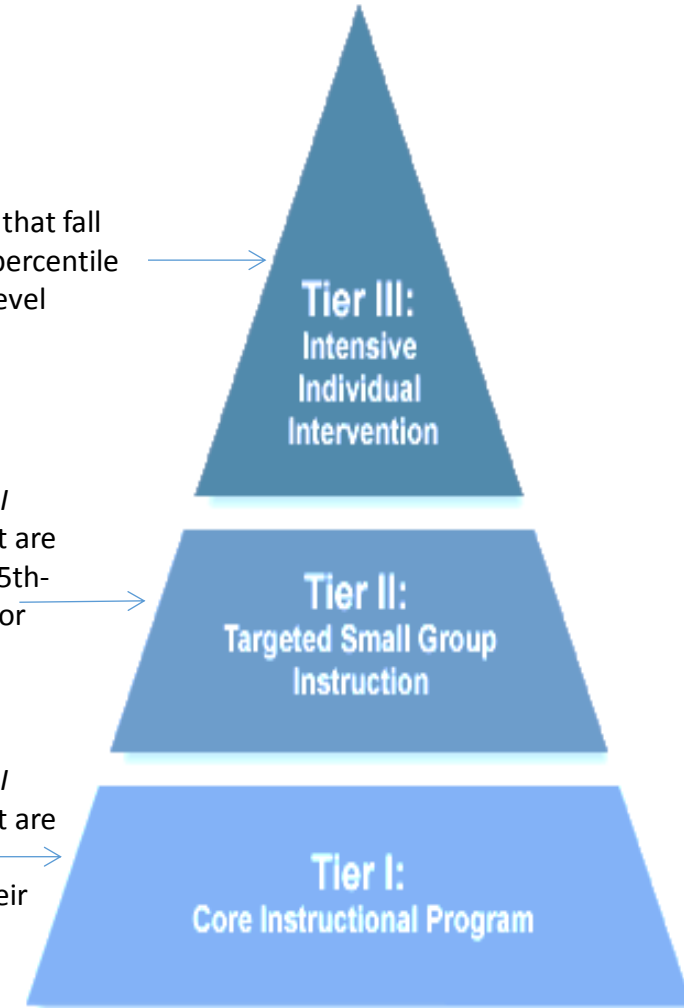 that fall
percentile
evel
Tier III:
Intensive
Individual
Intervention
I
t are
5th-
or
Tier II:
Targeted Small Group
Instruction
I
t are
eir
Tier I:
Core Instructional Program